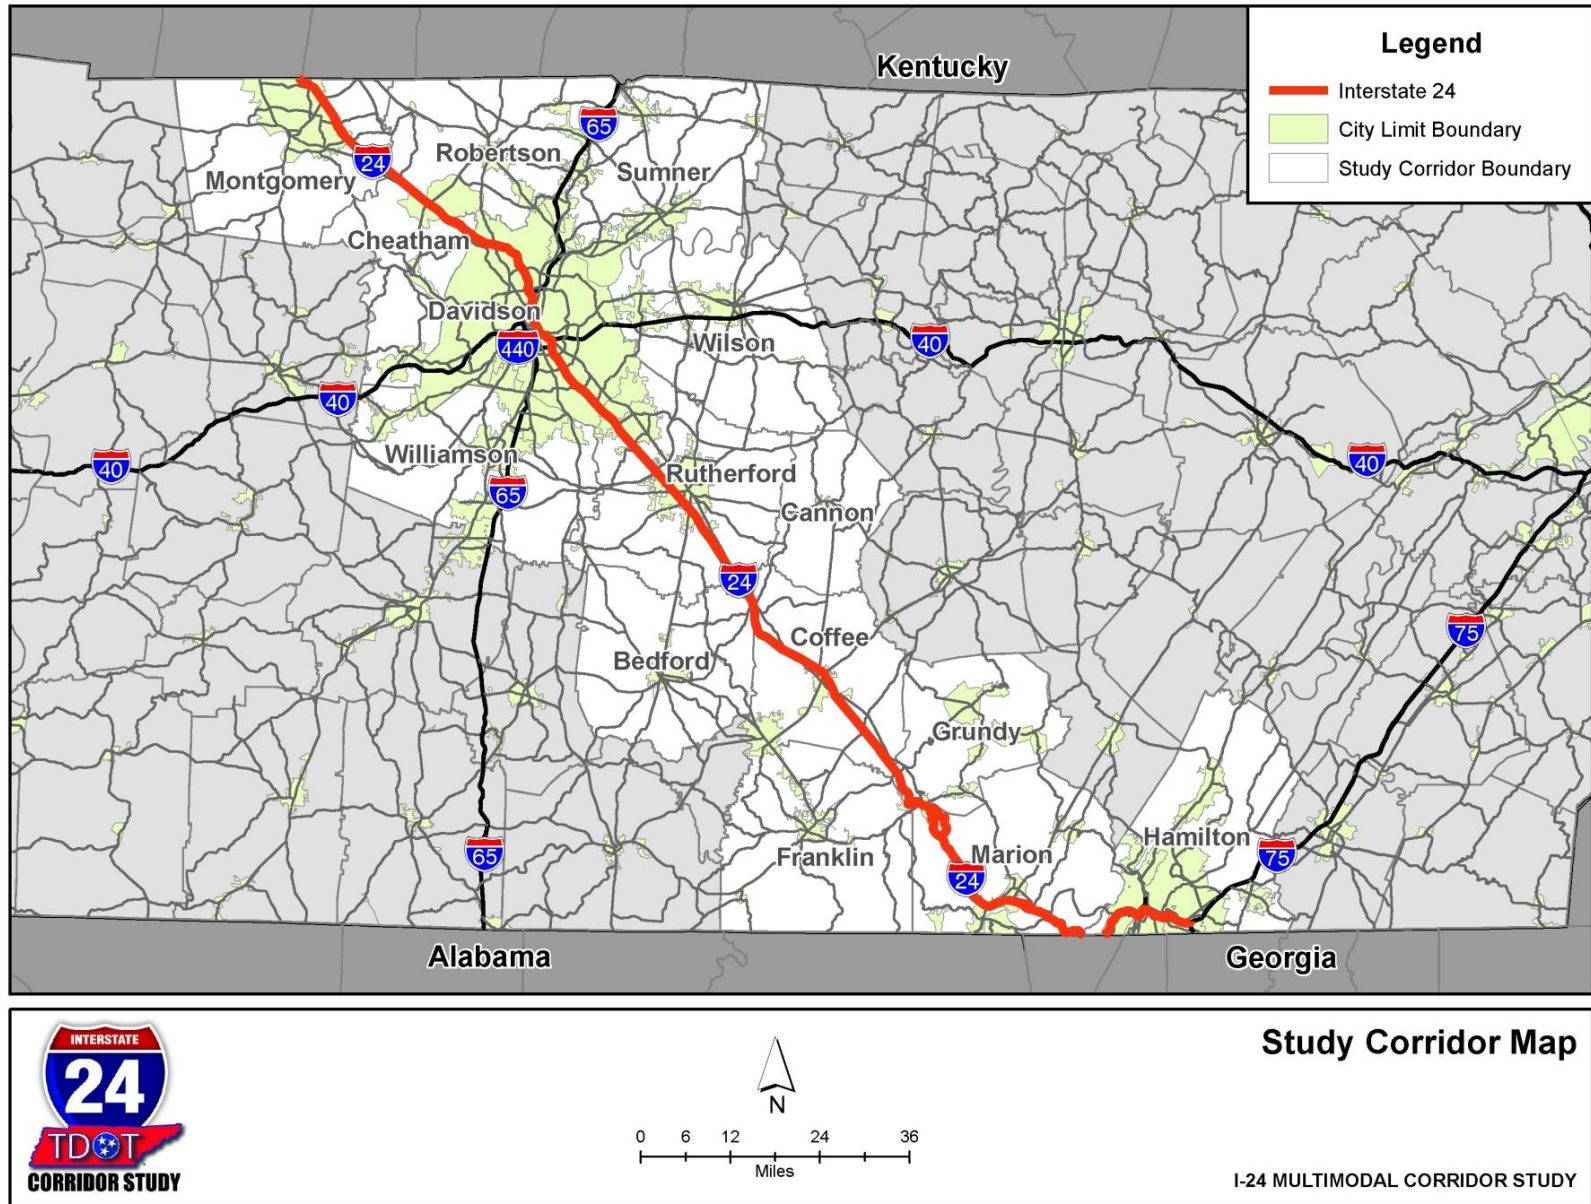 Kentucky
Legend
Interstate 24
City Limit Boundary
Study Corridor Boundary
65
24
Robertson
Sumner
Montgomery
Cheatham
Davidson
440
Wilson
40
40
40
Williamson
65
Rutherford
40
Cannon
24
Coffee
75
Bedford
Grundy
65
Franklin
Marion
24
Hamilton
75
Alabama
Georgia
INTERSTATE
24
TDOT
CORRIDOR STUDY
N
0 6 12 24 36
Miles
Study Corridor Map
I-24 MULTIMODAL CORRIDOR STUDY